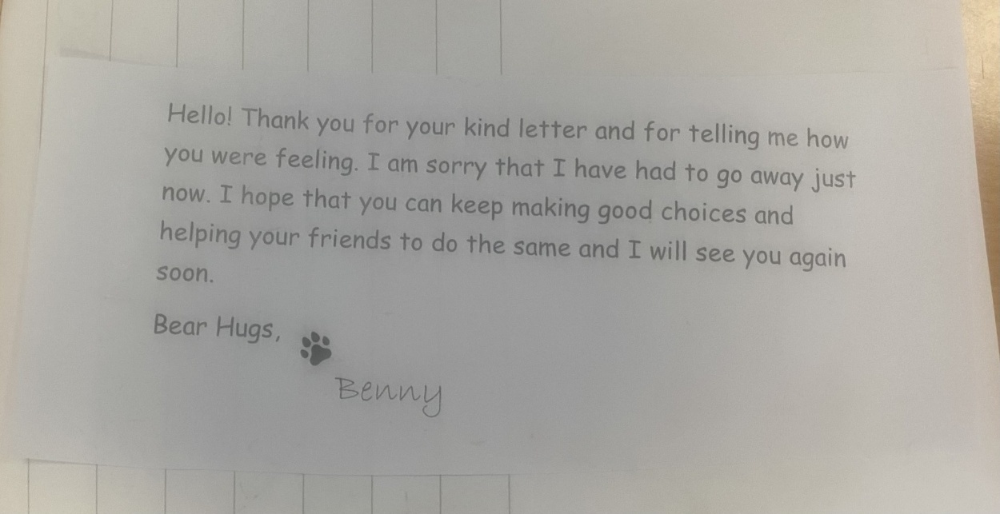 Hello! Thank you for your kind letter and for telling me how
you were feeling. I am sorry that I have had to go away just
now. I hope that you can keep making good choices and
helping your friends to do the same and I will see you again
soon.
Bear Hugs,
Benny